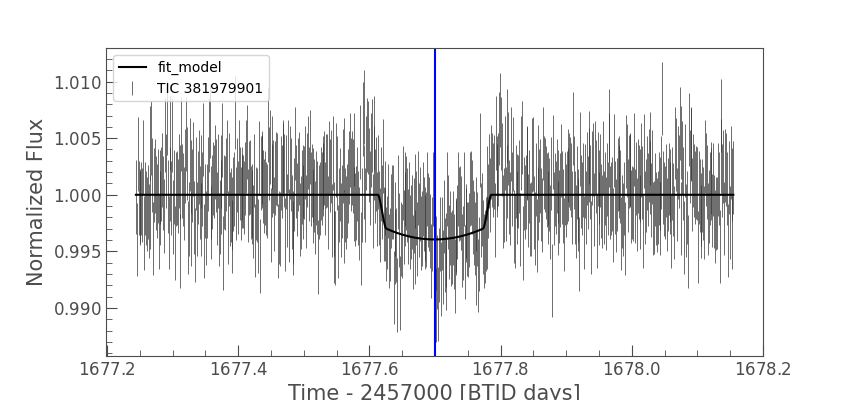 fit_model
TIC 381979901
1.010
1.005
1.000
0.995
0.990
Normalized Flux
1677.2 1677.4 1677.6 1677.8 1678.0 1678.2
Time - 2457000 [BTJD days]